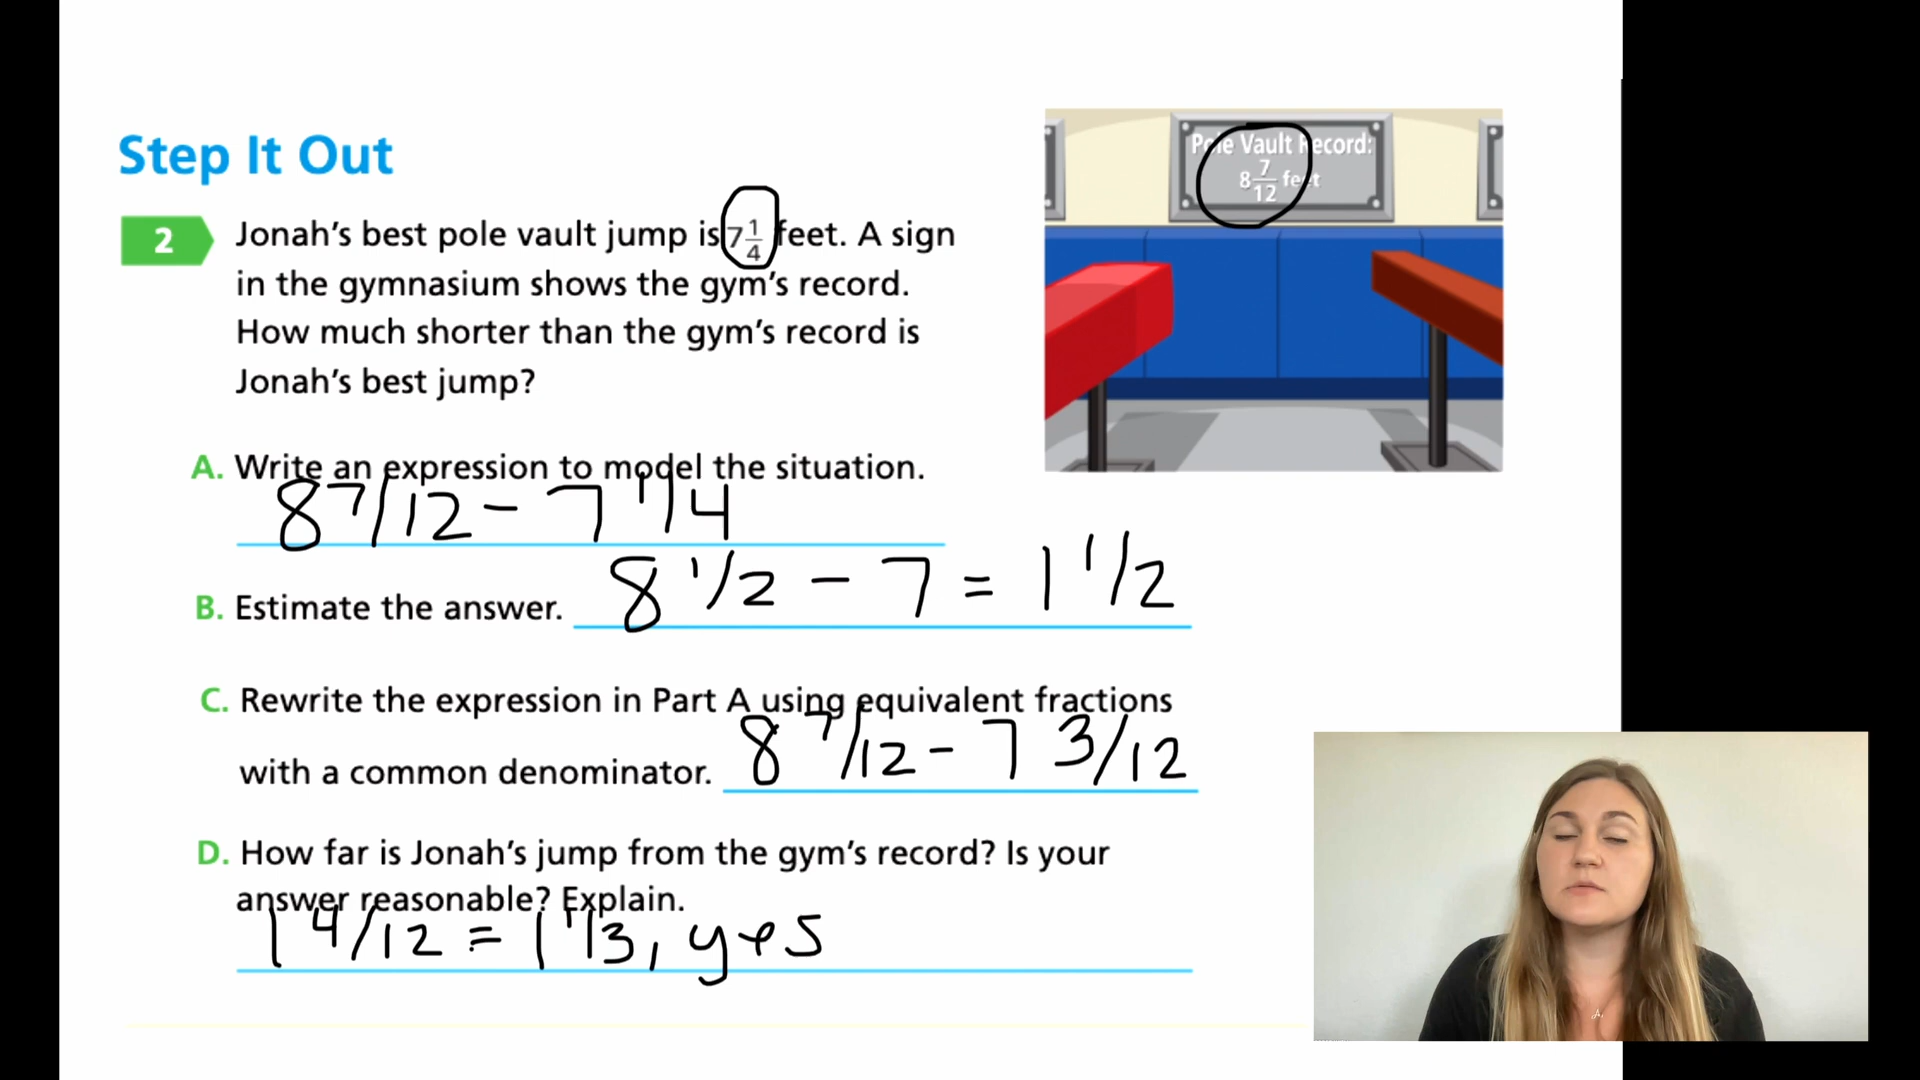 Step It Out
Pole Vault Record:
8 7/12 feet
2
Jonah's best pole vault jump is 7 1/4 feet. A sign
in the gymnasium shows the gym's record.
How much shorter than the gym's record is
Jonah's best jump?
A. Write an expression to model the situation.
8 7/12 - 7 1/4
B. Estimate the answer. 8 1/2 - 7 = 1 1/2
C. Rewrite the expression in Part A using equivalent fractions
with a common denominator. 8 7/12 - 7 3/12
D. How far is Jonah's jump from the gym's record? Is your
answer reasonable? Explain.
1 4/12 = 1 1/3, yes